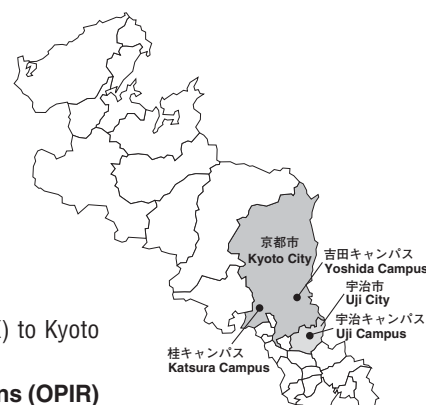 京都市
Kyoto City
吉田キャンパス
Yoshida Campus
宇治市
Uji City
宇治キャンパス
Uji Campus
桂キャンパス
Katsura Campus
) to Kyoto
ns (OPIR)